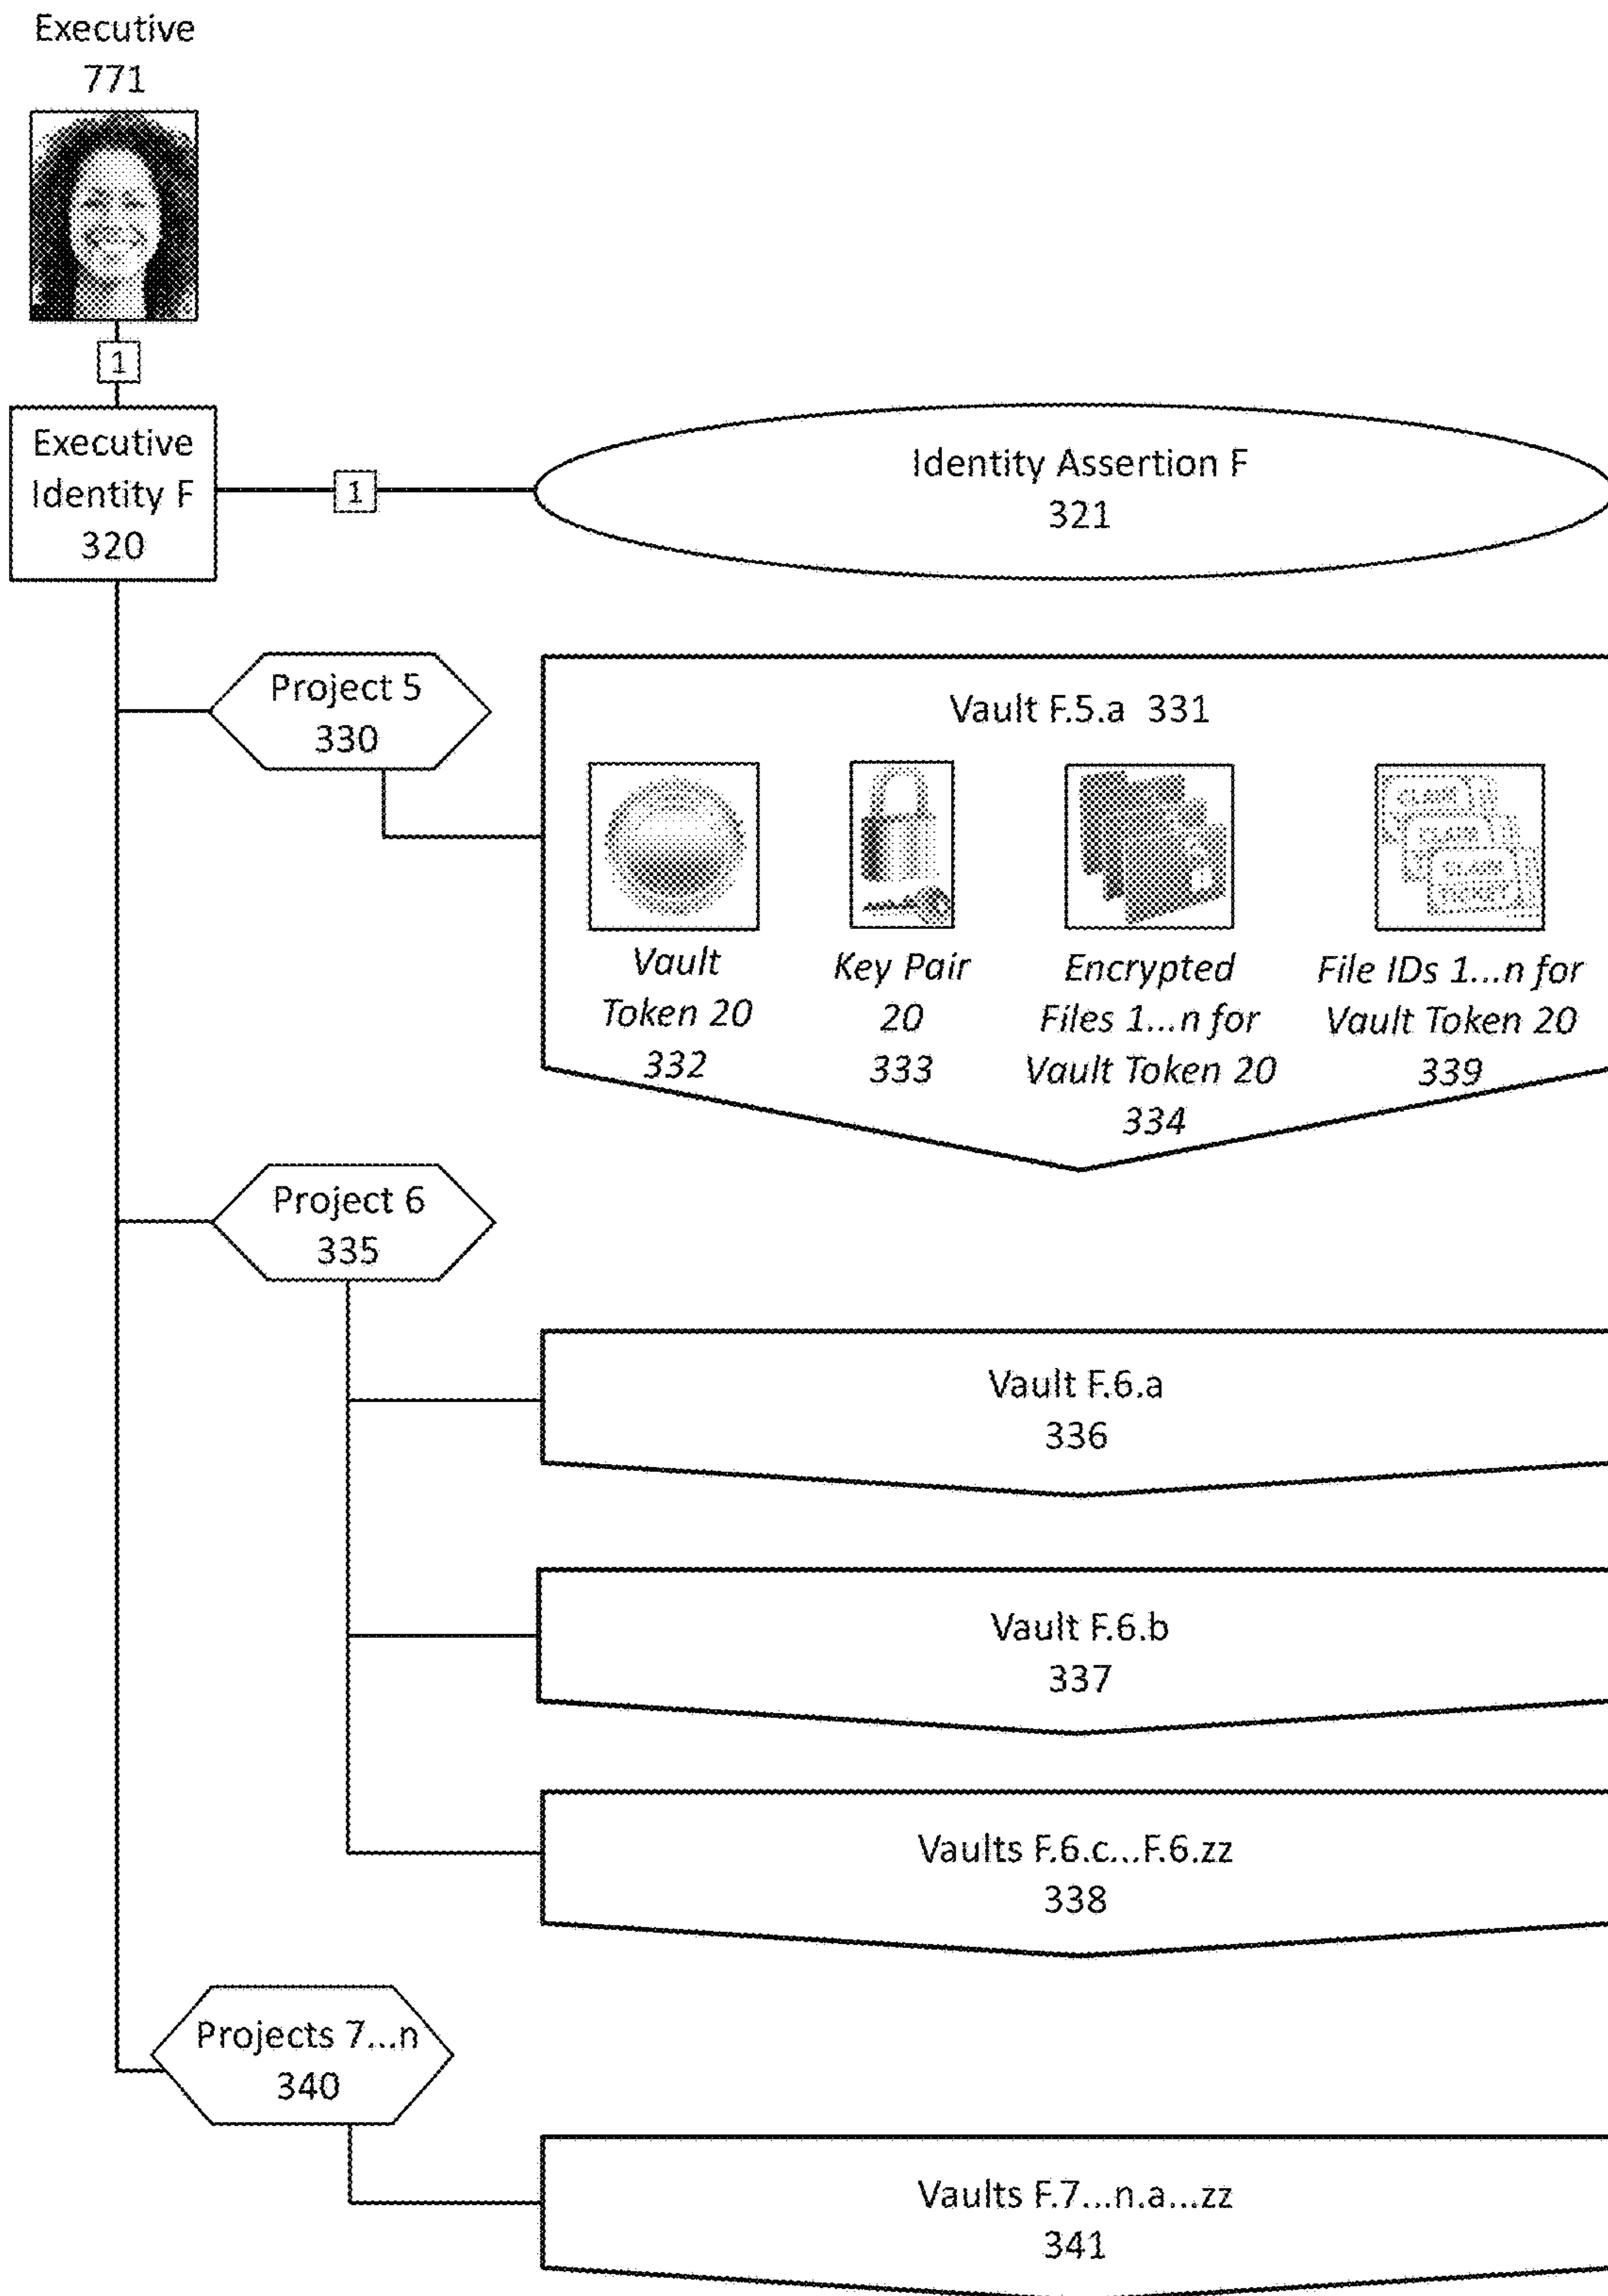 Executive
771
1
Executive
Identity F
320
1
Identity Assertion F
321
Project 5
330
Vault F.5.a 331
CLAIM
CLAIM
CLAIM
Vault
Token 20
332
Key Pair
20
333
Encrypted
Files 1...n for
Vault Token 20
334
File IDs 1...n for
Vault Token 20
339
Project 6
335
Vault F.6.a
336
Vault F.6.b
337
Vaults F.6.c...F.6.zz
338
Projects 7...n
340
Vaults F.7...n.a...zz
341